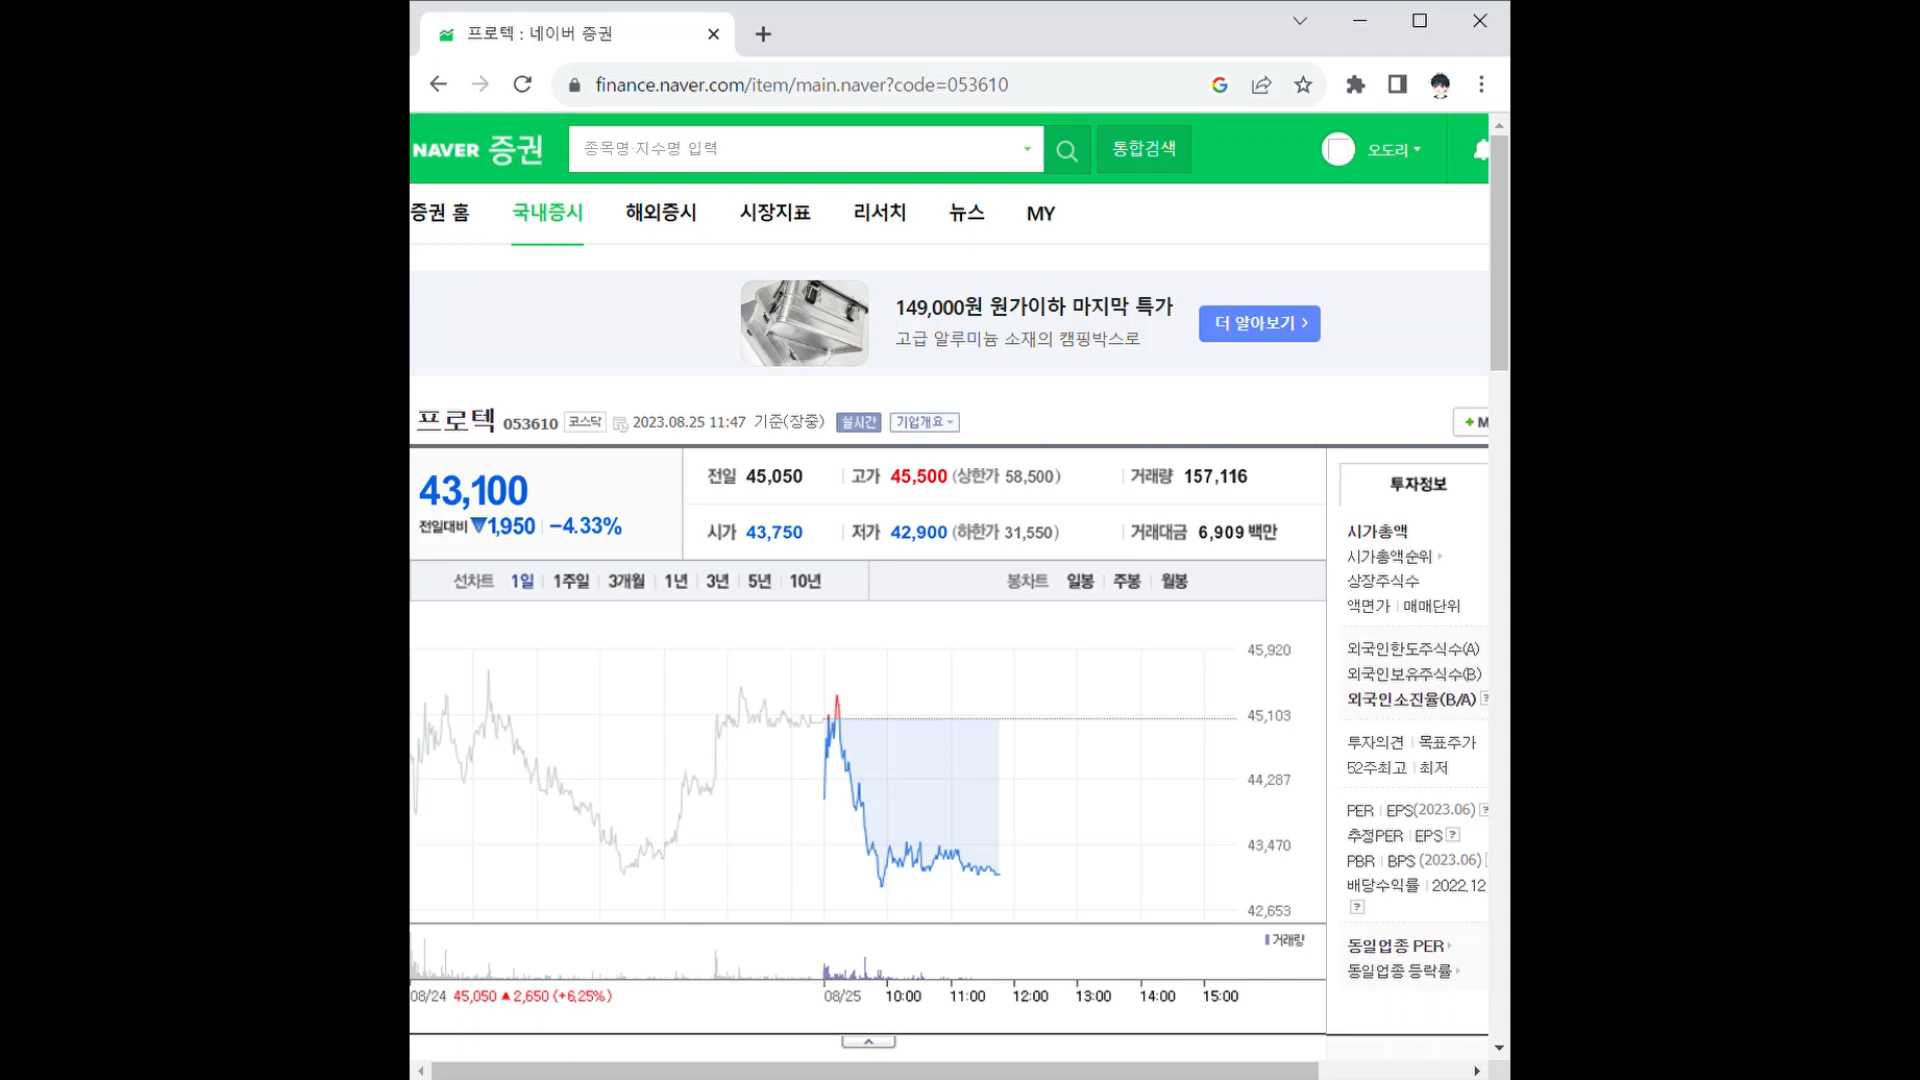 프로텍 : 네이버 증권
finance.naver.com/item/main.naver?code=053610
NAVER 증권
종목명·지수명 입력
통합검색
오도리
증권 홈 국내증시 해외증시 시장지표 리서치 뉴스 MY
149,000원 원가이하 마지막 특가
고급 알루미늄 소재의 캠핑박스로
더 알아보기 >
프로텍 053610 코스닥 2023.08.25 11:47 기준(장중) 실시간 기업개요
+ M
43,100
전일대비 ▼1,950 | -4.33%
전일 45,050 고가 45,500 (상한가 58,500) 거래량 157,116
시가 43,750 저가 42,900 (하한가 31,550) 거래대금 6,909 백만
선차트 1일 1주일 3개월 1년 3년 5년 10년
봉차트 일봉 주봉 월봉
45,920
45,103
44,287
43,470
42,653
거래량
08/24 45,050 ▲2,650 (+6.25%)
08/25 10:00 11:00 12:00 13:00 14:00 15:00
투자정보
시가총액
시가총액순위
상장주식수
액면가 | 매매단위
외국인한도주식수(A)
외국인보유주식수(B)
외국인소진율(B/A) ?
투자의견 | 목표주가
52주최고 | 최저
PER | EPS(2023.06) ?
추정PER | EPS ?
PBR | BPS (2023.06)
배당수익률 | 2022.12
?
동일업종 PER
동일업종 등락률